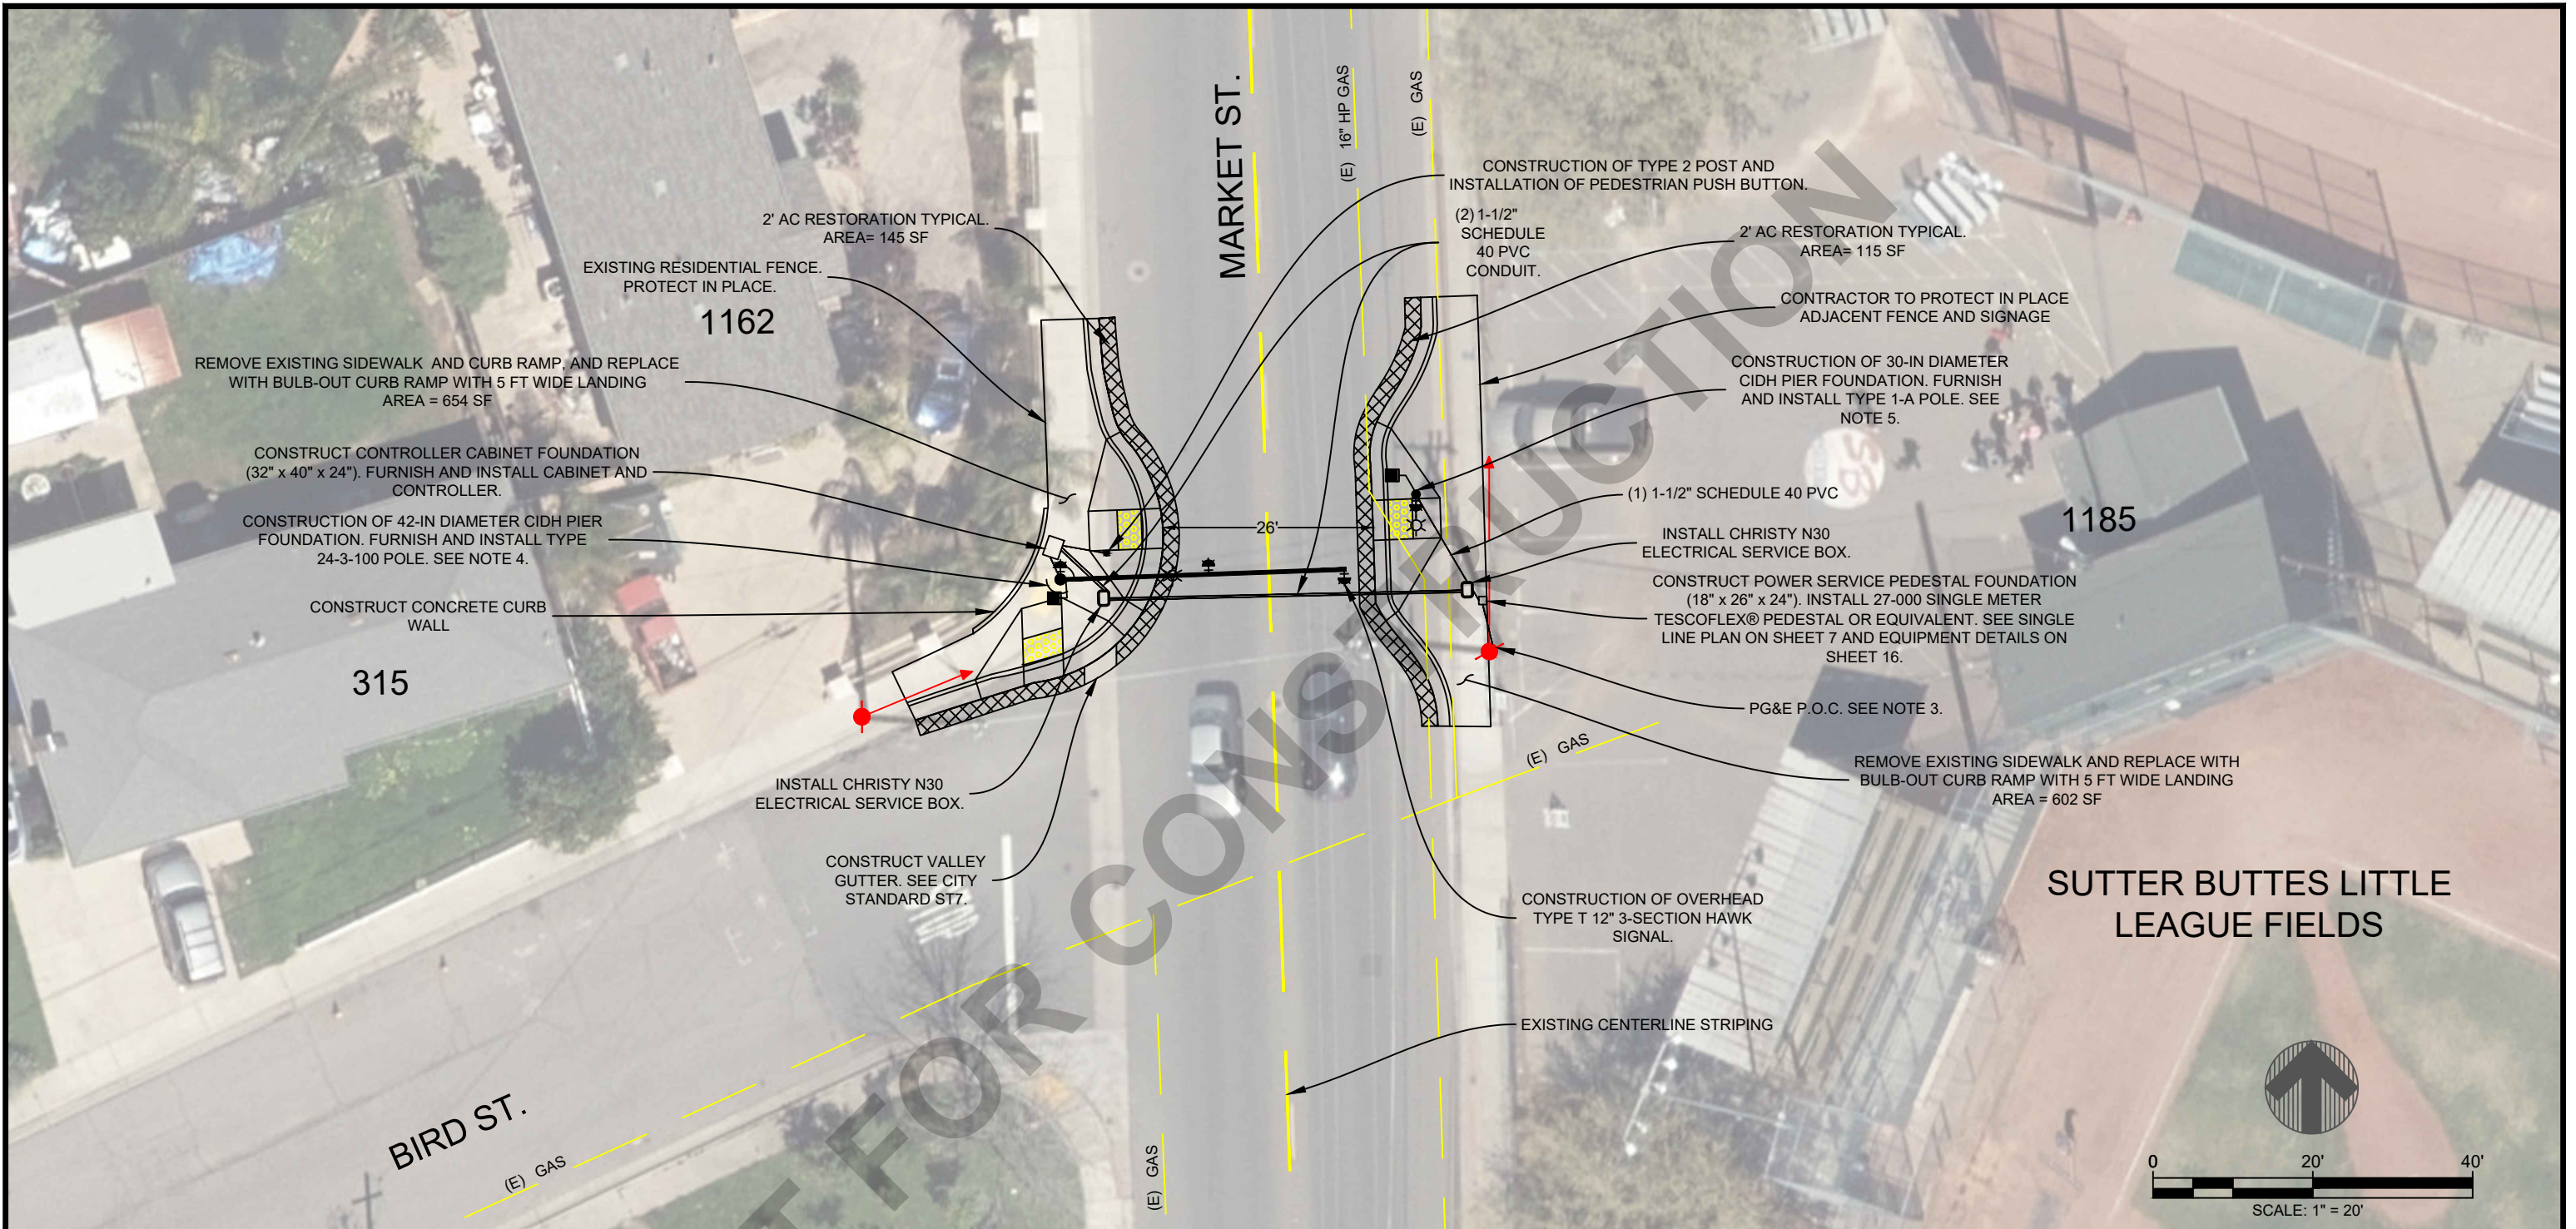 MARKET ST.
(E) 16" HP GAS
(E) GAS
CONSTRUCTION OF TYPE 2 POST AND
INSTALLATION OF PEDESTRIAN PUSH BUTTON.
(2) 1-1/2"
SCHEDULE
40 PVC
CONDUIT.
2' AC RESTORATION TYPICAL.
AREA= 145 SF
2' AC RESTORATION TYPICAL.
AREA= 115 SF
EXISTING RESIDENTIAL FENCE.
PROTECT IN PLACE.
1162
CONTRACTOR TO PROTECT IN PLACE
ADJACENT FENCE AND SIGNAGE
REMOVE EXISTING SIDEWALK AND CURB RAMP, AND REPLACE
WITH BULB-OUT CURB RAMP WITH 5 FT WIDE LANDING
AREA = 654 SF
CONSTRUCTION OF 30-IN DIAMETER
CIDH PIER FOUNDATION. FURNISH
AND INSTALL TYPE 1-A POLE. SEE
NOTE 5.
CONSTRUCT CONTROLLER CABINET FOUNDATION
(32" x 40" x 24"). FURNISH AND INSTALL CABINET AND
CONTROLLER.
(1) 1-1/2" SCHEDULE 40 PVC
1185
CONSTRUCTION OF 42-IN DIAMETER CIDH PIER
FOUNDATION. FURNISH AND INSTALL TYPE
24-3-100 POLE. SEE NOTE 4.
26'
INSTALL CHRISTY N30
ELECTRICAL SERVICE BOX.
CONSTRUCT CONCRETE CURB
WALL
CONSTRUCT POWER SERVICE PEDESTAL FOUNDATION
(18" x 26" x 24"). INSTALL 27-000 SINGLE METER
TESCOFLEX® PEDESTAL OR EQUIVALENT. SEE SINGLE
LINE PLAN ON SHEET 7 AND EQUIPMENT DETAILS ON
SHEET 16.
315
PG&E P.O.C. SEE NOTE 3.
(E) GAS
REMOVE EXISTING SIDEWALK AND REPLACE WITH
BULB-OUT CURB RAMP WITH 5 FT WIDE LANDING
AREA = 602 SF
INSTALL CHRISTY N30
ELECTRICAL SERVICE BOX.
CONSTRUCT VALLEY
GUTTER. SEE CITY
STANDARD ST7.
CONSTRUCTION OF OVERHEAD
TYPE T 12" 3-SECTION HAWK
SIGNAL.
SUTTER BUTTES LITTLE
LEAGUE FIELDS
EXISTING CENTERLINE STRIPING
BIRD ST.
(E) GAS
(E) GAS
0 20' 40'
SCALE: 1" = 20'
T FOR CONSTRUCTION